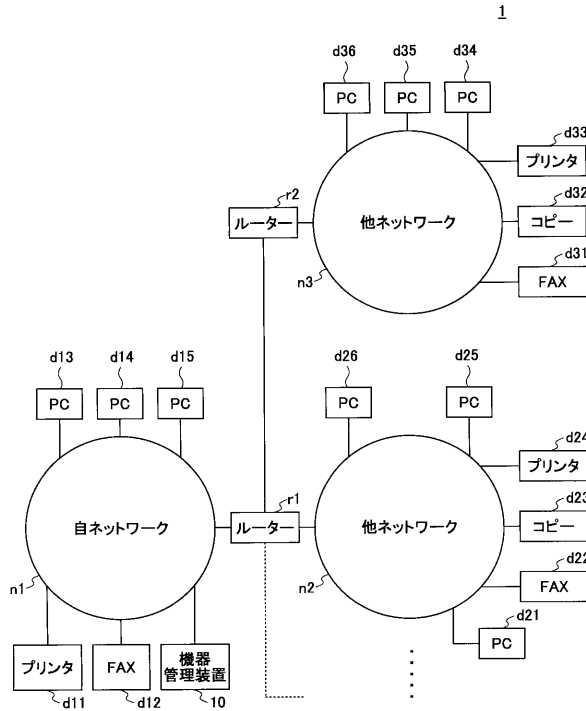 1
d36
d35
d34
PC
PC
PC
d33
プリンタ
r2
d32
ルーター
他ネットワーク
コピー
d31
n3
FAX
d13
d14
d15
d26
d25
PC
PC
PC
PC
PC
d24
プリンタ
r1
d23
自ネットワーク
ルーター
他ネットワーク
コピー
d22
n1
n2
FAX
d21
PC
プリンタ
FAX
機器
管理装置
d11
d12
10